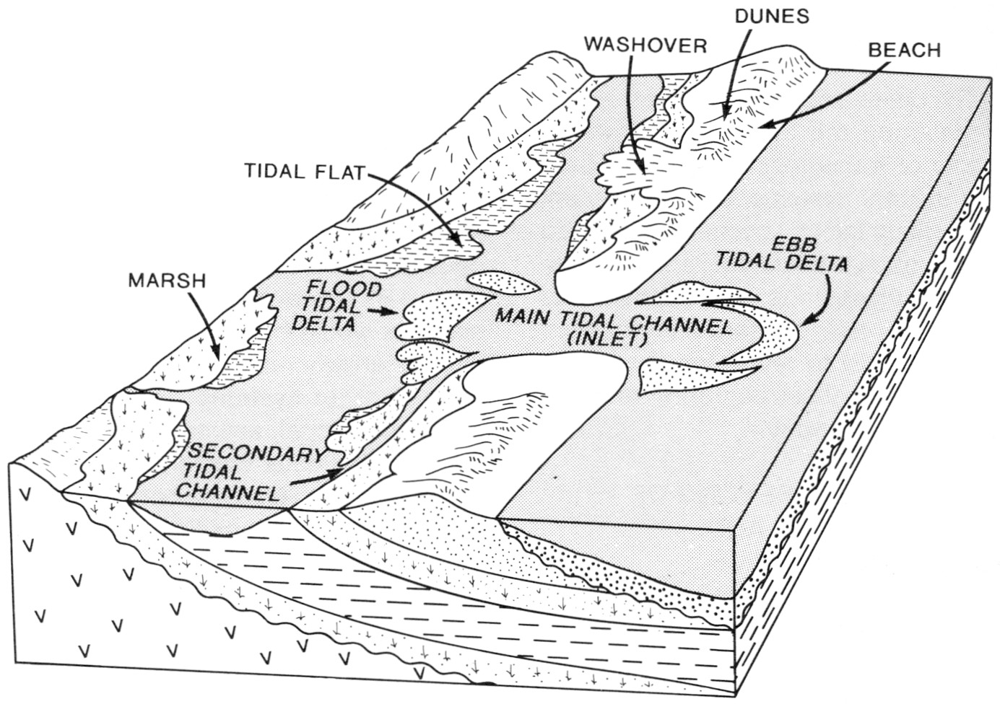 DUNES
WASHOVER
BEACH
TIDAL FLAT
EBB
TIDAL DELTA
MARSH
FLOOD
TIDAL
DELTA
MAIN TIDAL CHANNEL
(INLET)
SECONDARY
TIDAL
CHANNEL